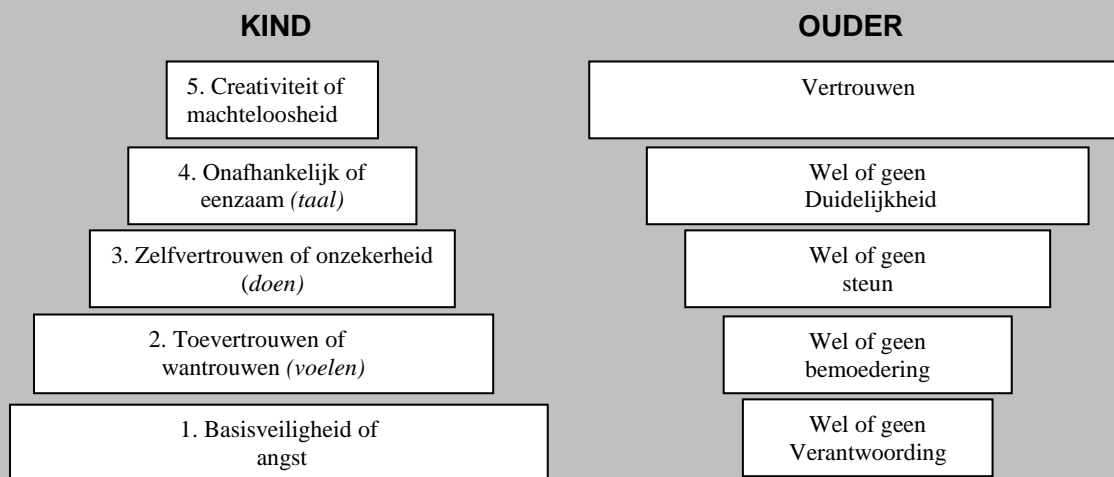 KIND
5. Creativiteit of
machteloosheid
4. Onafhankelijk of
eenzaam (taal)
3. Zelfvertrouwen of onzekerheid
(doen)
2. Toevertrouwen of
wantrouwen (voelen)
1. Basisveiligheid of
angst
OUDER
Vertrouwen
Wel of geen
Duidelijkheid
Wel of geen
steun
Wel of geen
bemoedering
Wel of geen
Verantwoording